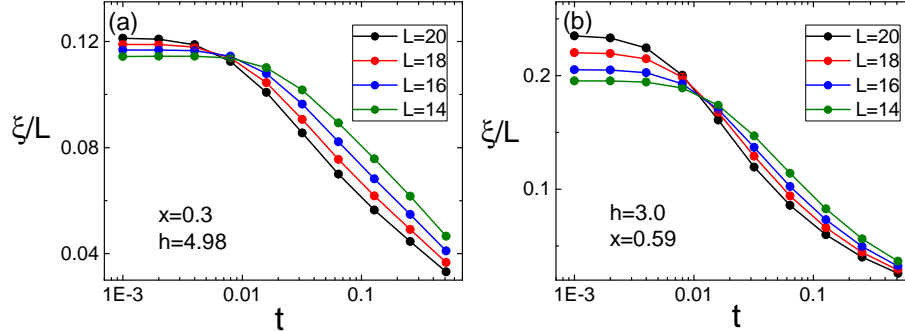 (a)
L=20
L=18
L=16
L=14
0.12
ξ/L
0.08
0.04
x=0.3
h=4.98
1E-3
0.01
0.1
t
(b)
L=20
L=18
L=16
L=14
0.2
ξ/L
0.1
h=3.0
x=0.59
1E-3
0.01
0.1
t